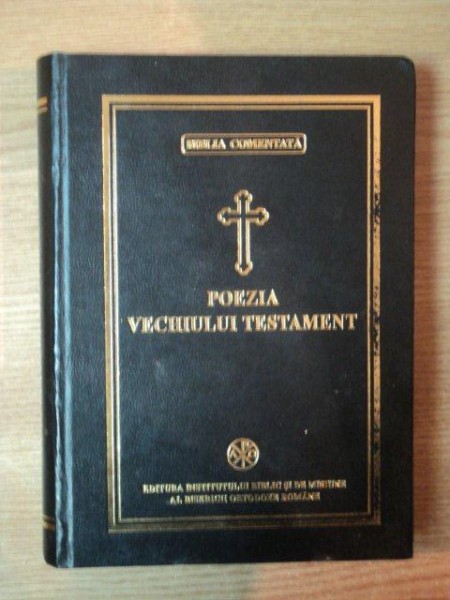 BIBLIA COMENTATĂ
POEZIA
VECHIULUI TESTAMENT
EDITURA INSTITUTULUI BIBLIC ȘI DE MISIUNE
AL BISERICII ORTODOXE ROMÂNE